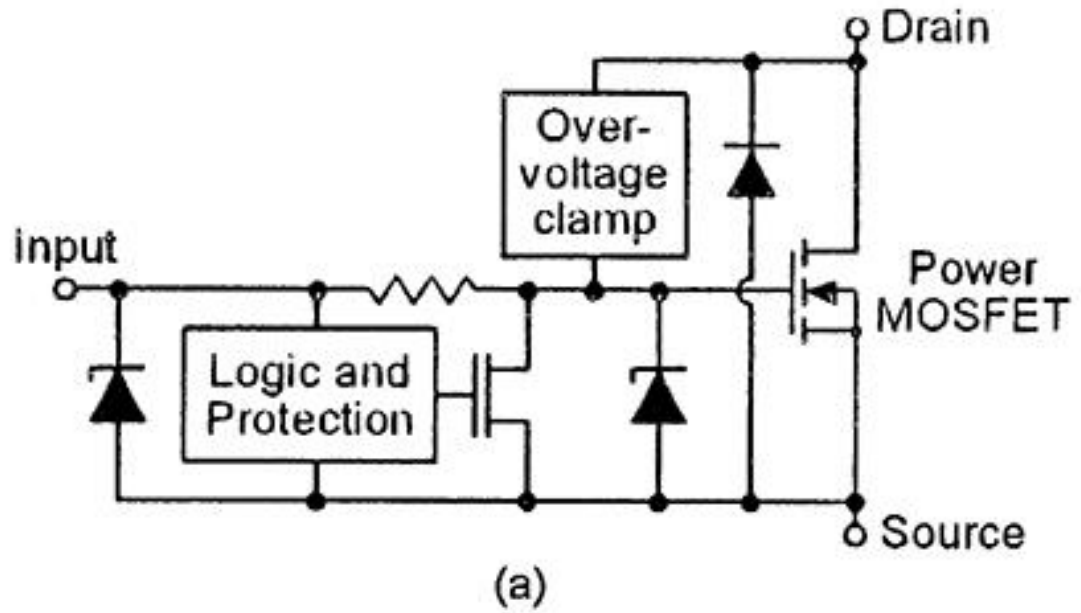 Drain
Over-
voltage
clamp
input
Power
MOSFET
Logic and
Protection
Source
(a)